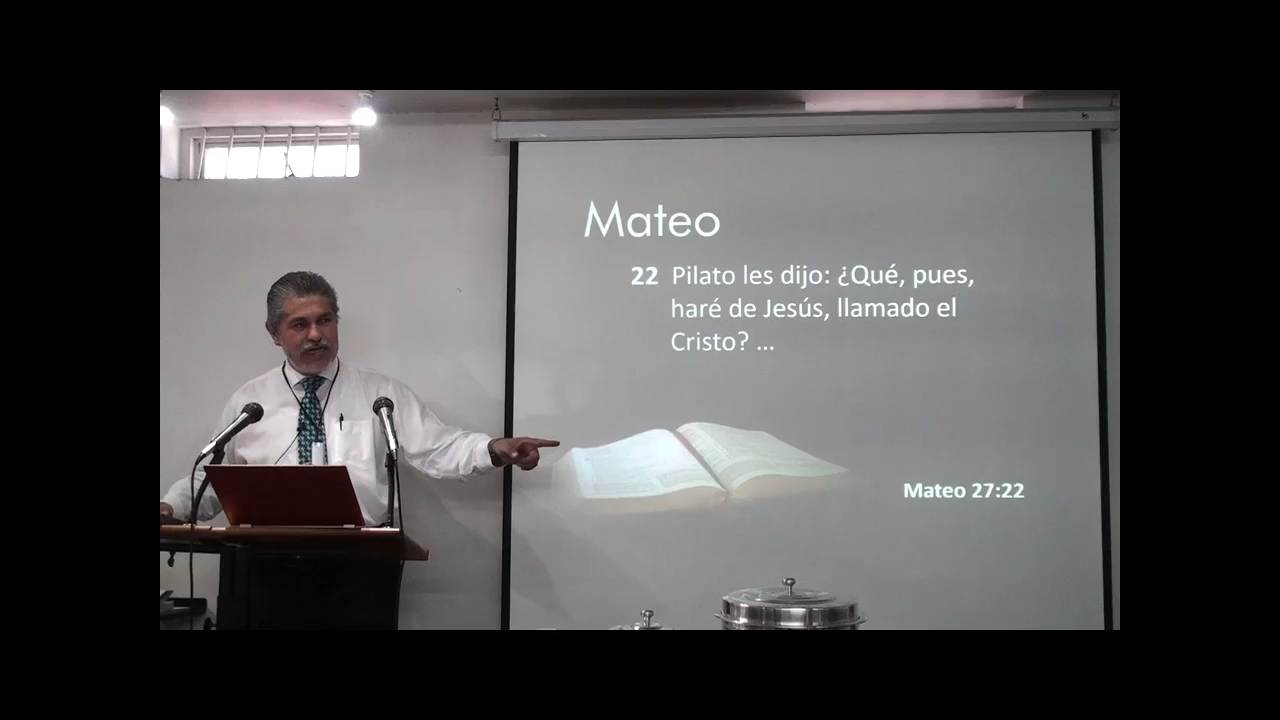 Mateo
22 Pilato les dijo: ¿Qué, pues,
haré de Jesús, llamado el
Cristo? ...
Mateo 27:22